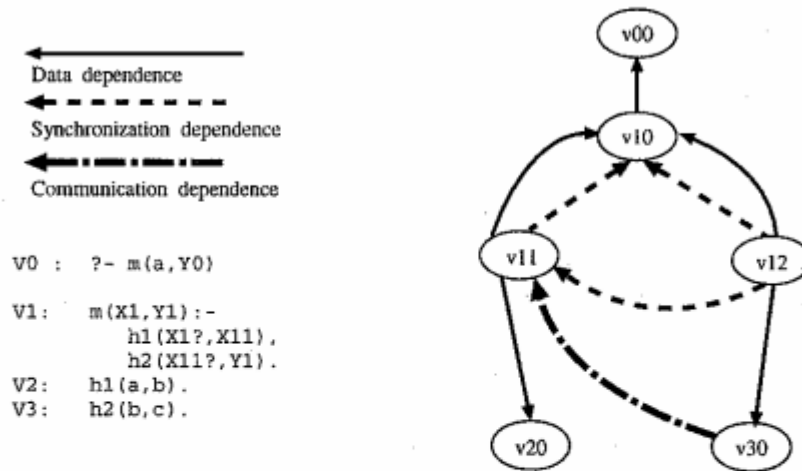 Data dependence
Synchronization dependence
Communication dependence
V0 : ?- m(a,Y0)
V1: m(X1,Y1):-
h1(X1?,X11),
h2(X11?,Y1).
V2: h1(a,b).
V3: h2(b,c).
v00
v10
v11
v12
v20
v30